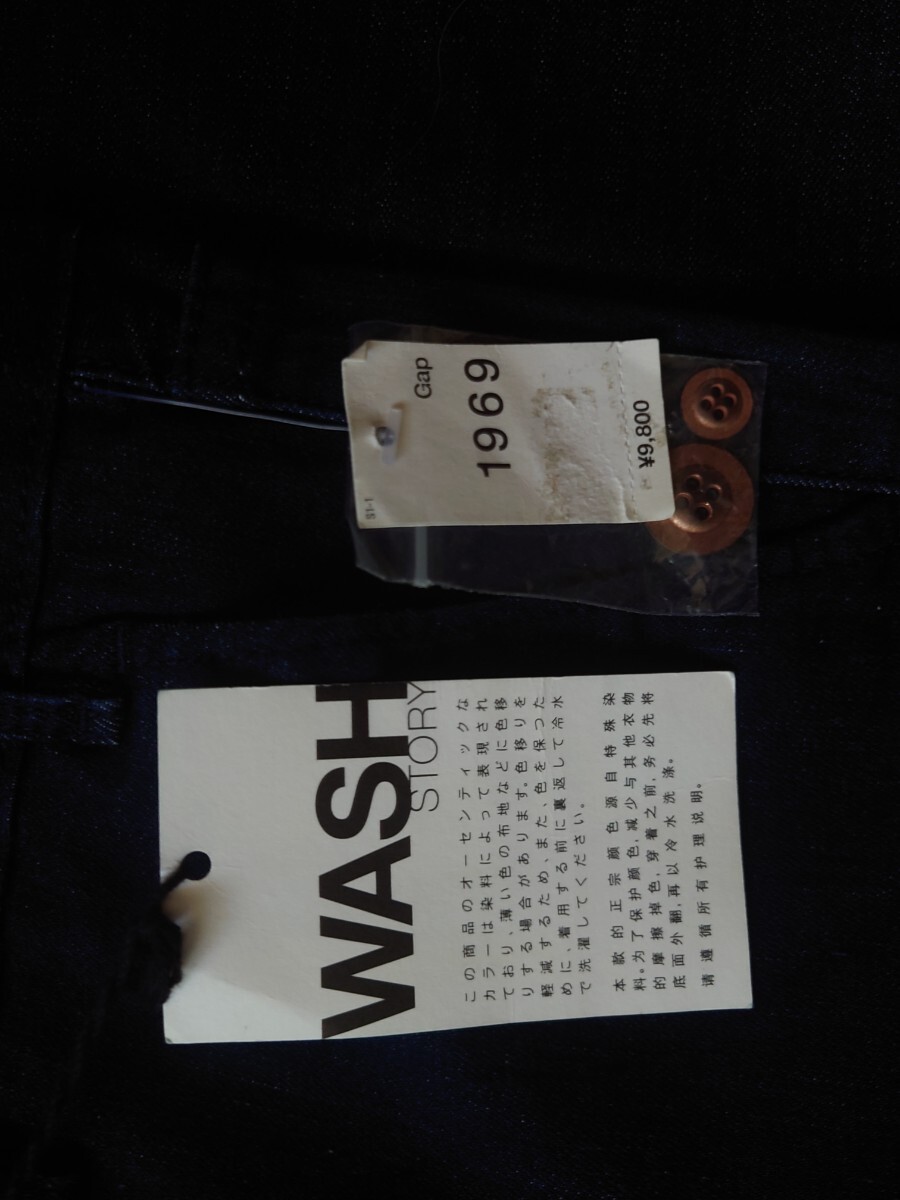 Gap
1969
¥9,800
S1-1
WASH
STORY
この商品のオーセンティックな
カラーは染料によって表現され
ており、薄い色の布地などに色移
りする場合があります。色移りを
軽減するため、また、色を保った
めに、着用する前に裏返して冷水
で洗濯してください。
本款的正宗颜色源自特殊染
料。为了保护颜色,减少与其他衣物
的摩擦掉色,穿着之前,务必先将
底面外翻,再以冷水洗涤。
请遵循所有护理说明。